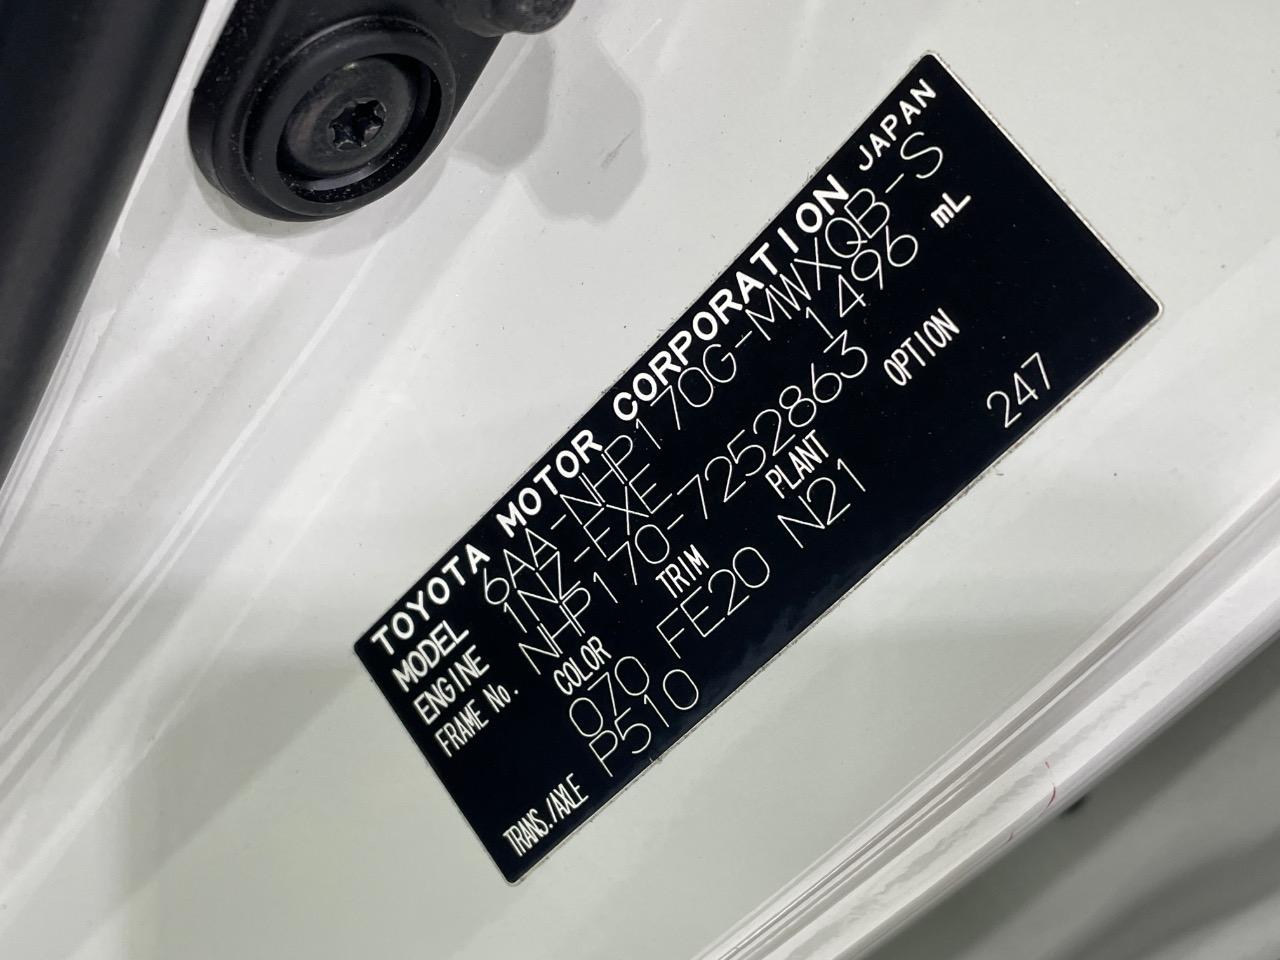 TOYOTA MOTOR CORPORATION JAPAN
MODEL 6AA-NHP170G-MWXQB-S
ENGINE 1NZ-EXE 1496 mL
FRAME No. NHP170-7252863
COLOR TRIM PLANT OPTION
070 FE20 N21 247
TRANS./AXLE P510